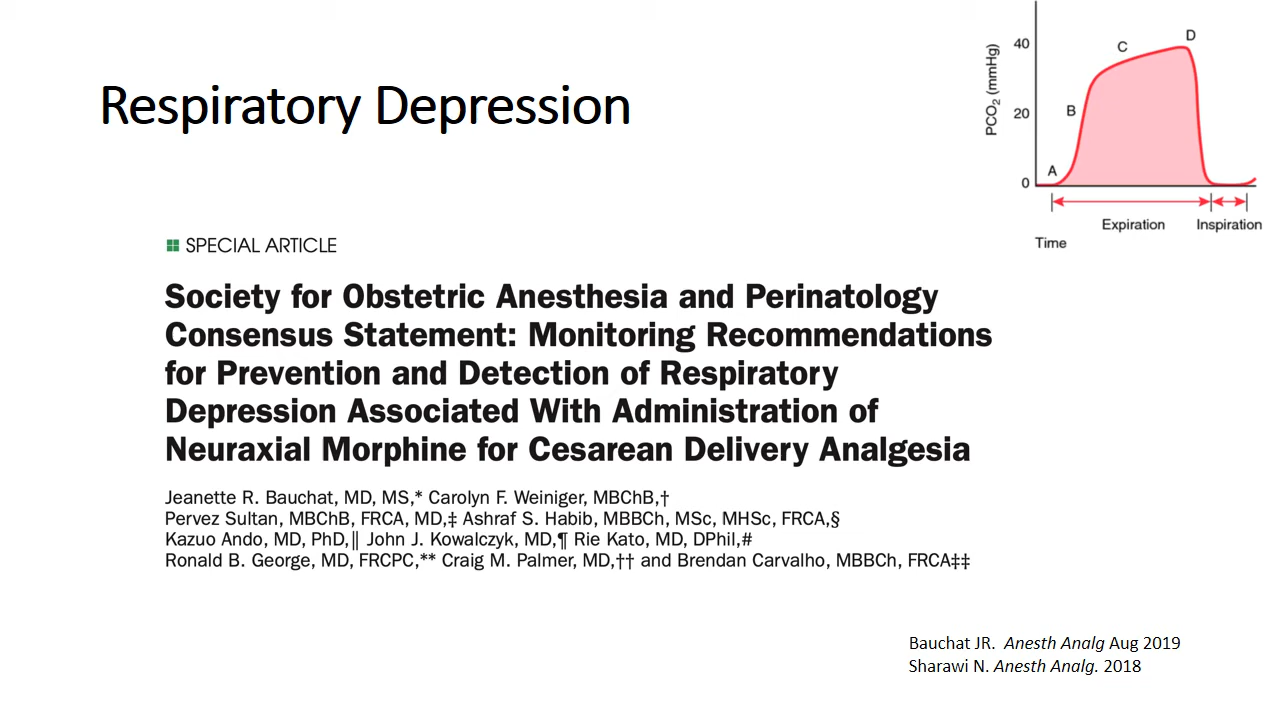 Respiratory Depression
PCO2 (mmHg)
40
20
0
A
B
C
D
Expiration
Inspiration
Time
SPECIAL ARTICLE
Society for Obstetric Anesthesia and Perinatology
Consensus Statement: Monitoring Recommendations
for Prevention and Detection of Respiratory
Depression Associated With Administration of
Neuraxial Morphine for Cesarean Delivery Analgesia
Jeanette R. Bauchat, MD, MS,* Carolyn F. Weiniger, MBChB,†
Pervez Sultan, MBChB, FRCA, MD,‡ Ashraf S. Habib, MBBCh, MSc, MHSc, FRCA,§
Kazuo Ando, MD, PhD,‖ John J. Kowalczyk, MD,¶ Rie Kato, MD, DPhil,#
Ronald B. George, MD, FRCPC,** Craig M. Palmer, MD,†† and Brendan Carvalho, MBBCh, FRCA‡‡
Bauchat JR. Anesth Analg Aug 2019
Sharawi N. Anesth Analg. 2018